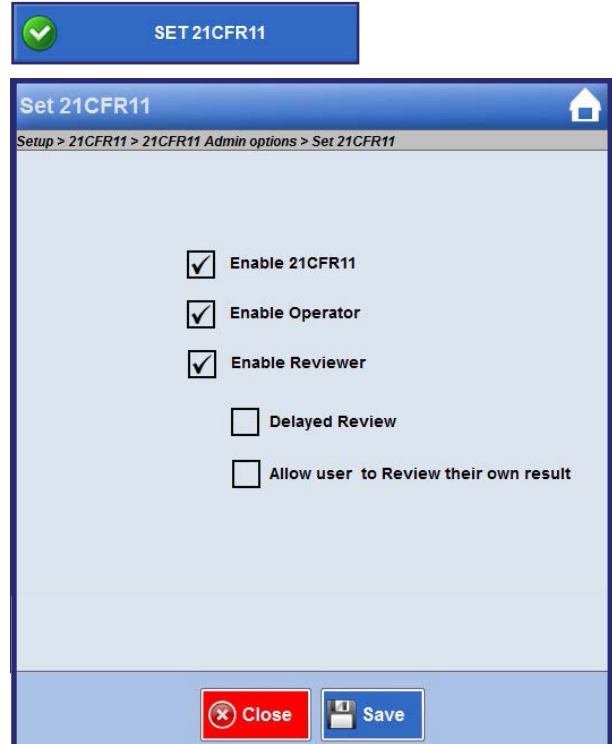 SET 21CFR11
Set 21CFR11
Setup > 21CFR11 > 21CFR11 Admin options > Set 21CFR11
Enable 21CFR11
Enable Operator
Enable Reviewer
Delayed Review
Allow user to Review their own result
Close Save